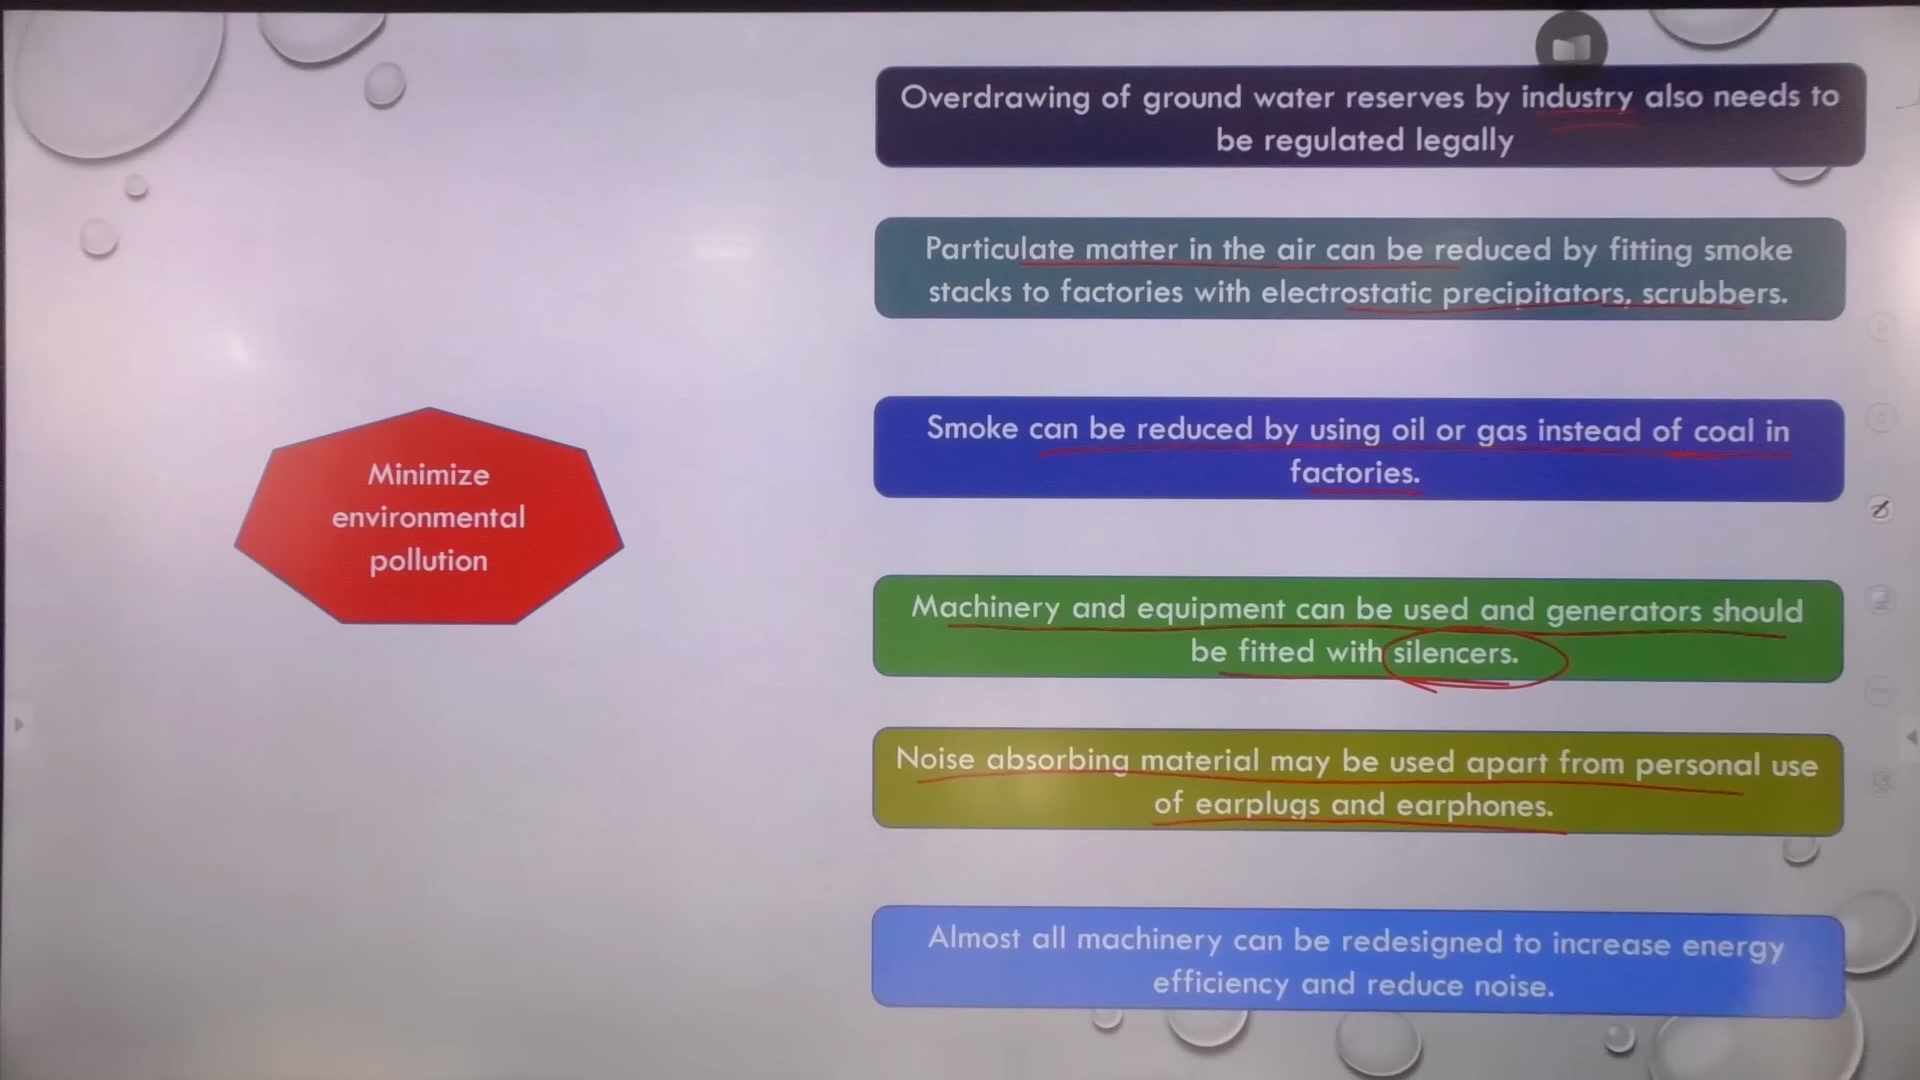 Minimize
environmental
pollution
Overdrawing of ground water reserves by industry also needs to
be regulated legally
Particulate matter in the air can be reduced by fitting smoke
stacks to factories with electrostatic precipitators, scrubbers.
Smoke can be reduced by using oil or gas instead of coal in
factories.
Machinery and equipment can be used and generators should
be fitted with silencers.
Noise absorbing material may be used apart from personal use
of earplugs and earphones.
Almost all machinery can be redesigned to increase energy
efficiency and reduce noise.